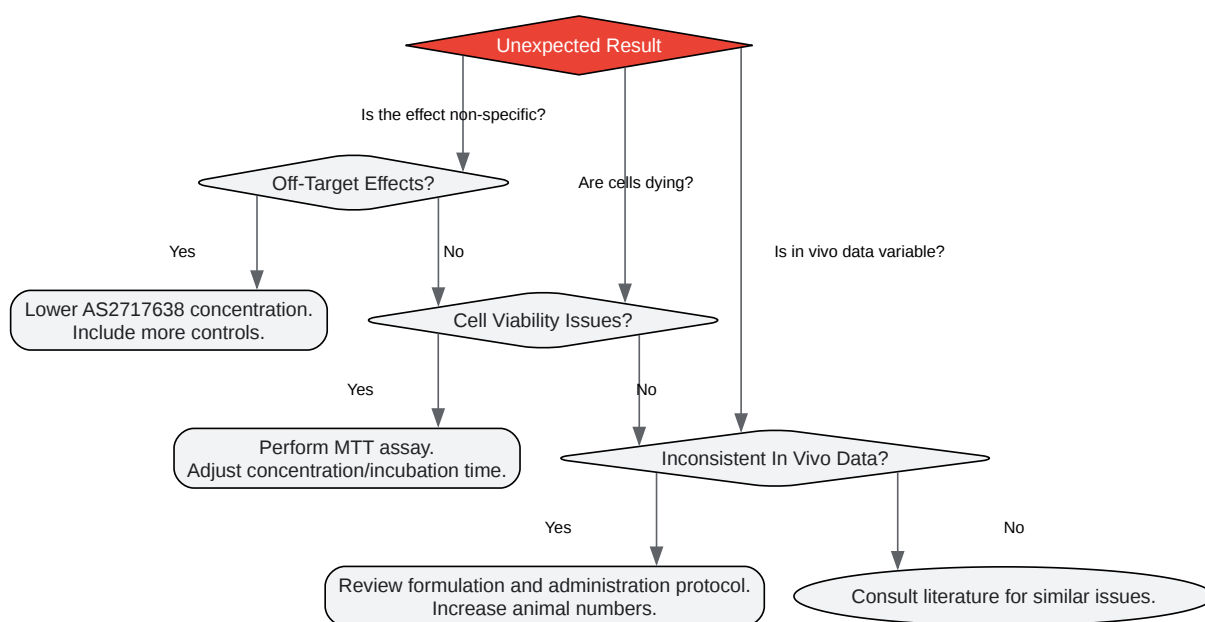 Unexpected Result
Is the effect non-specific?
Off-Target Effects?
Are cells dying?
Yes
No
Is in vivo data variable?
Lower AS2717638 concentration.
Include more controls.
Cell Viability Issues?
Yes
No
Perform MTT assay.
Adjust concentration/incubation time.
Inconsistent In Vivo Data?
Yes
No
Review formulation and administration protocol.
Increase animal numbers.
Consult literature for similar issues.